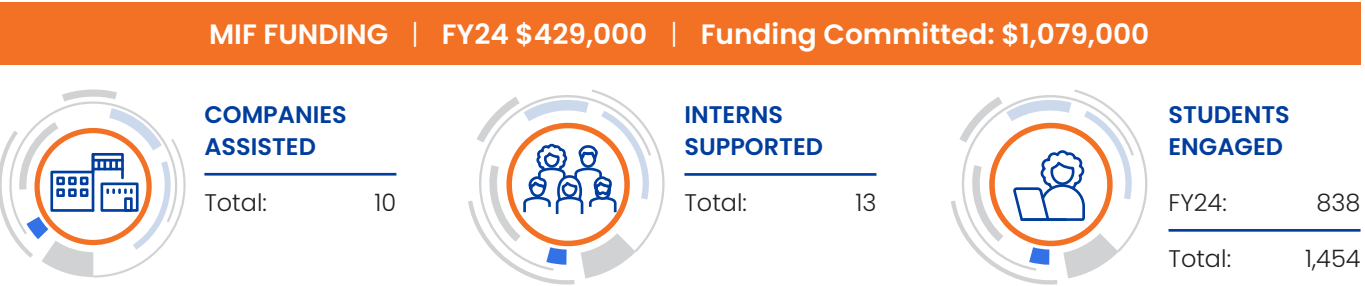 MIF FUNDING | FY24 $429,000 | Funding Committed: $1,079,000
COMPANIES
ASSISTED
Total: 10
INTERNS
SUPPORTED
Total: 13
STUDENTS
ENGAGED
FY24: 838
Total: 1,454